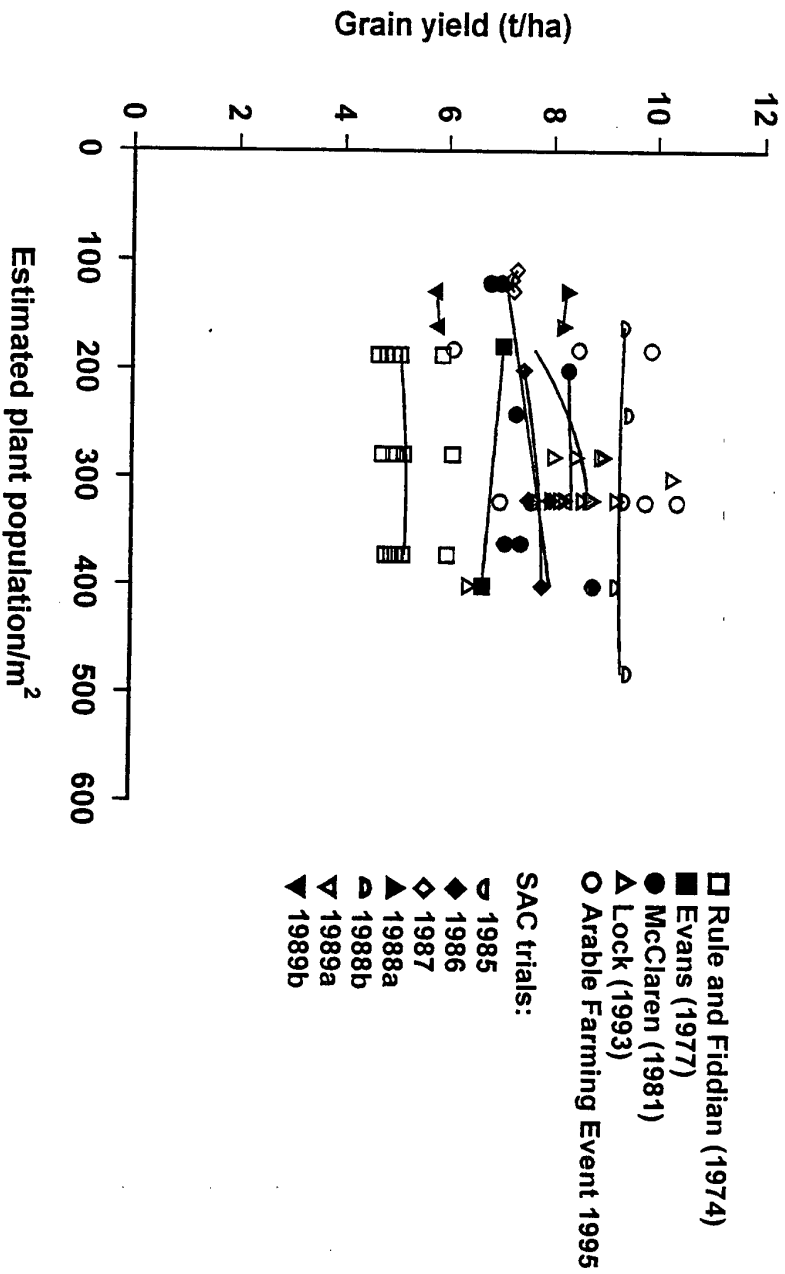 Grain yield (t/ha)
12
10
8
6
4
2
0
0 100 200 300 400 500 600
Estimated plant population/m²
Rule and Fiddian (1974)
Evans (1977)
McClaren (1981)
Lock (1993)
Arable Farming Event 1995
SAC trials:
1985
1986
1987
1988a
1988b
1989a
1989b